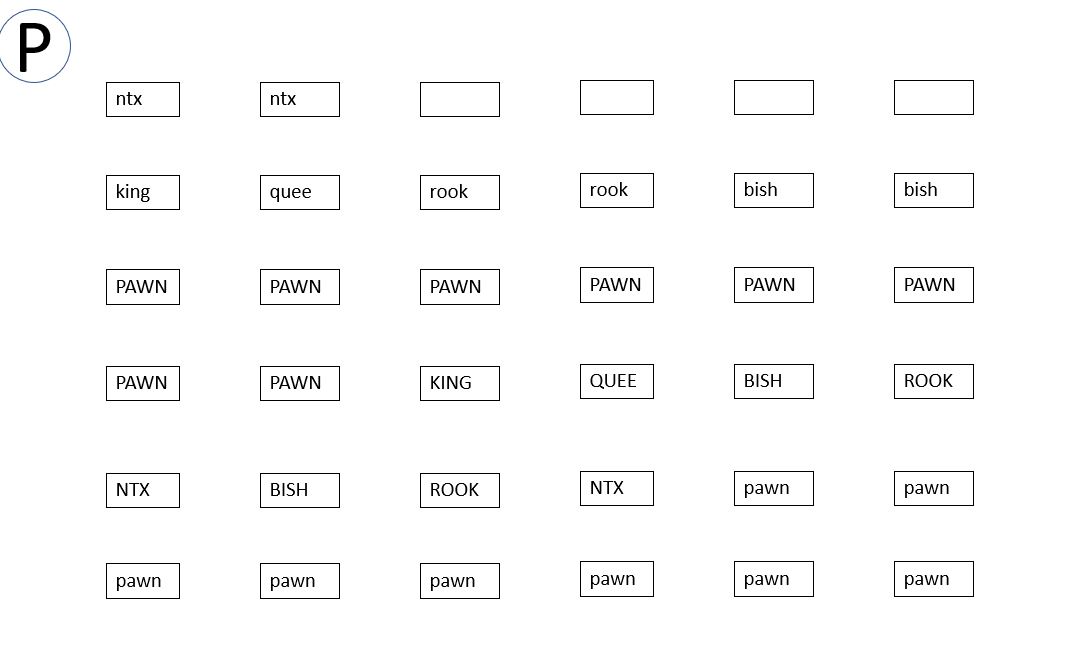 P
ntx ntx
king quee rook rook bish bish
PAWN PAWN PAWN PAWN PAWN PAWN
PAWN PAWN KING QUEE BISH ROOK
NTX BISH ROOK NTX pawn pawn
pawn pawn pawn pawn pawn pawn